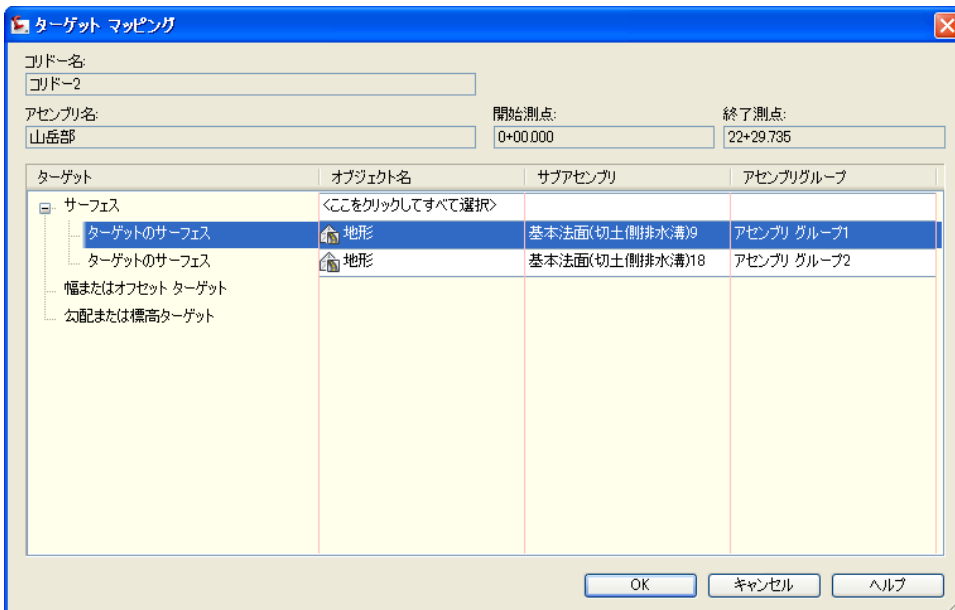 ターゲット マッピング
コリドー名:
コリドー2
アセンブリ名: 開始測点: 終了測点:
山岳部 0+00.000 22+29.735
ターゲット オブジェクト名 サブアセンブリ アセンブリグループ
サーフェス <ここをクリックしてすべて選択>
ターゲットのサーフェス 地形 基本法面(切土側排水溝)9 アセンブリ グループ1
ターゲットのサーフェス 地形 基本法面(切土側排水溝)18 アセンブリ グループ2
幅またはオフセット ターゲット
勾配または標高ターゲット
OK キャンセル ヘルプ